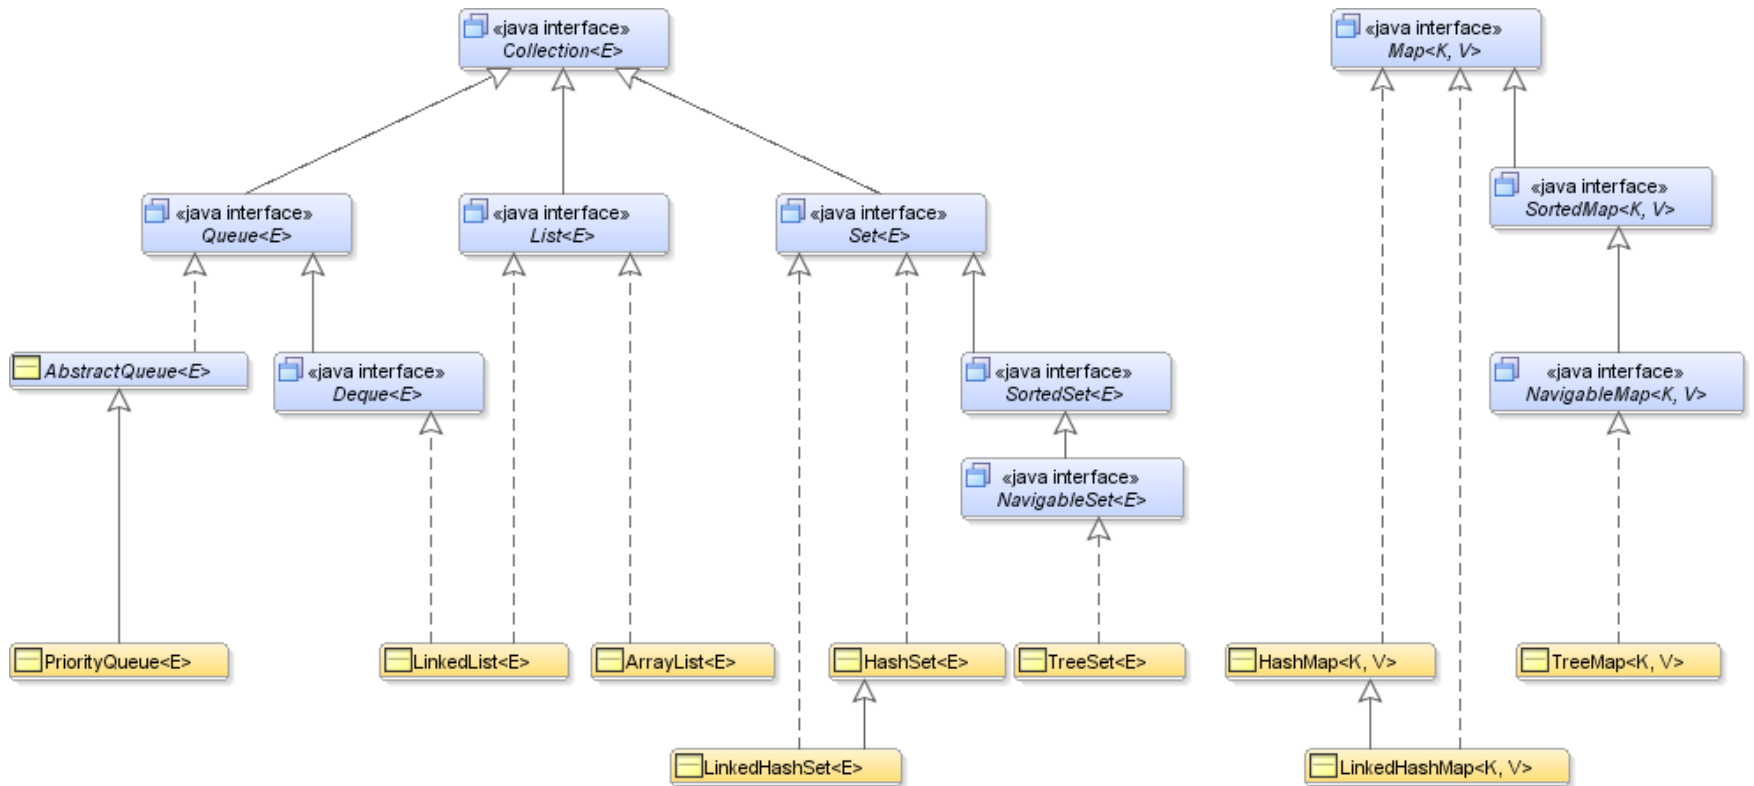 «java interface»
Collection<E>
«java interface»
Map<K, V>
«java interface»
SortedMap<K, V>
«java interface»
Queue<E>
«java interface»
List<E>
«java interface»
Set<E>
AbstractQueue<E>
«java interface»
Deque<E>
«java interface»
SortedSet<E>
«java interface»
NavigableMap<K, V>
«java interface»
NavigableSet<E>
PriorityQueue<E>
LinkedList<E>
ArrayList<E>
HashSet<E>
TreeSet<E>
HashMap<K, V>
TreeMap<K, V>
LinkedHashSet<E>
LinkedHashMap<K, V>